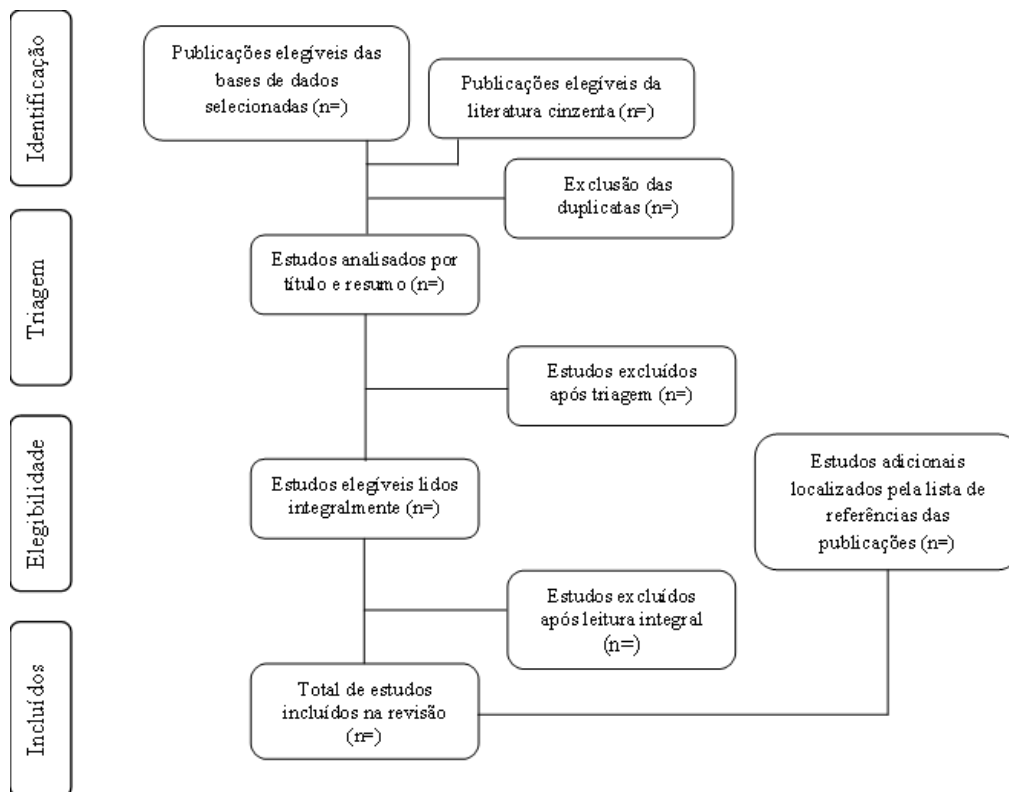 Identificação
Publicações elegíveis das
bases de dados
selecionadas (n=)
Publicações elegíveis da
literatura cinzenta (n=)
Exclusão das
duplicatas (n=)
Triagem
Estudos analisados por
título e resumo (n=)
Estudos excluídos
após triagem (n=)
Elegibilidade
Estudos elegíveis lidos
integralmente (n=)
Estudos adicionais
localizados pela lista de
referências das
publicações (n=)
Estudos excluídos
após leitura integral
(n=)
Incluídos
Total de estudos
incluídos na revisão
(n=)